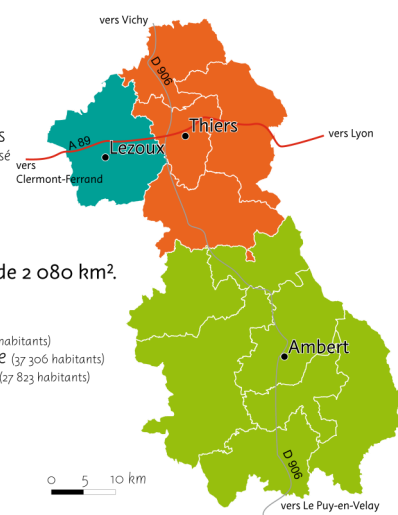 vers Vichy
D 906
Thiers
sé
A 89
Lezoux
vers Lyon
vers
Clermont-Ferrand
de 2 080 km².
habitants)
(37 306 habitants)
(27 823 habitants)
Ambert
D 906
0 5 10 km
vers Le Puy-en-Velay